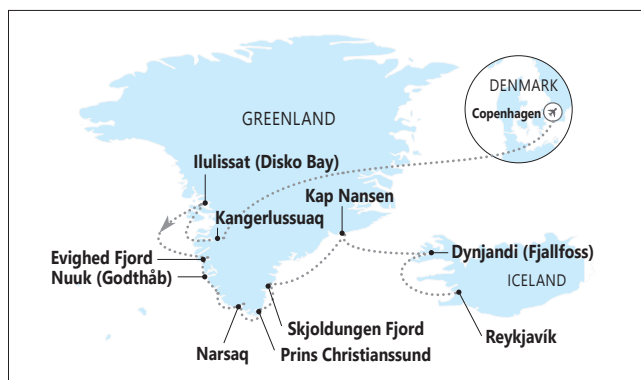 DENMARK
Copenhagen
GREENLAND
Ilulissat (Disko Bay)
Kap Nansen
Kangerlussuaq
Evighed Fjord
Nuuk (Godthåb)
Dynjandi (Fjallfoss)
ICELAND
Skjoldungen Fjord
Reykjavík
Narsaq
Prins Christianssund